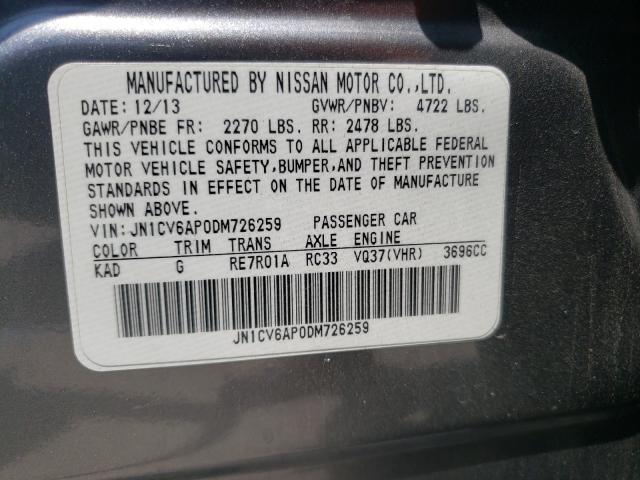 MANUFACTURED BY NISSAN MOTOR CO.,LTD.
DATE: 12/13 GVWR/PNBV: 4722 LBS.
GAWR/PNBE FR: 2270 LBS. RR: 2478 LBS.
THIS VEHICLE CONFORMS TO ALL APPLICABLE FEDERAL
MOTOR VEHICLE SAFETY,BUMPER,AND THEFT PREVENTION
STANDARDS IN EFFECT ON THE DATE OF MANUFACTURE
SHOWN ABOVE.
VIN:JN1CV6AP0DM726259 PASSENGER CAR
COLOR TRIM TRANS AXLE ENGINE
KAD G RE7R01A RC33 VQ37(VHR) 3696CC
JN1CV6AP0DM726259